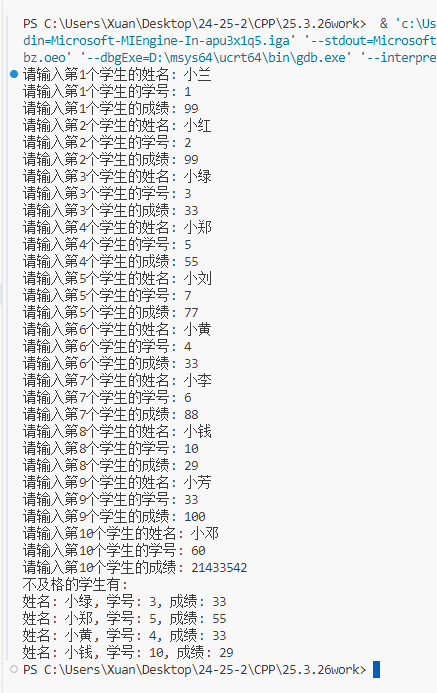 PS C:\Users\Xuan\Desktop\24-25-2\CPP\25.3.26work>  & 'c:\Us
din=Microsoft-MIEngine-In-apu3x1q5.iga' '--stdout=Microsoft
bz.oeo' '--dbgExe=D:\msys64\ucrt64\bin\gdb.exe' '--interpre
请输入第1个学生的姓名: 小兰
请输入第1个学生的学号: 1
请输入第1个学生的成绩: 99
请输入第2个学生的姓名: 小红
请输入第2个学生的学号: 2
请输入第2个学生的成绩: 99
请输入第3个学生的姓名: 小绿
请输入第3个学生的学号: 3
请输入第3个学生的成绩: 33
请输入第4个学生的姓名: 小郑
请输入第4个学生的学号: 5
请输入第4个学生的成绩: 55
请输入第5个学生的姓名: 小刘
请输入第5个学生的学号: 7
请输入第5个学生的成绩: 77
请输入第6个学生的姓名: 小黄
请输入第6个学生的学号: 4
请输入第6个学生的成绩: 33
请输入第7个学生的姓名: 小李
请输入第7个学生的学号: 6
请输入第7个学生的成绩: 88
请输入第8个学生的姓名: 小钱
请输入第8个学生的学号: 10
请输入第8个学生的成绩: 29
请输入第9个学生的姓名: 小芳
请输入第9个学生的学号: 33
请输入第9个学生的成绩: 100
请输入第10个学生的姓名: 小邓
请输入第10个学生的学号: 60
请输入第10个学生的成绩: 21433542
不及格的学生有:
姓名: 小绿, 学号: 3, 成绩: 33
姓名: 小郑, 学号: 5, 成绩: 55
姓名: 小黄, 学号: 4, 成绩: 33
姓名: 小钱, 学号: 10, 成绩: 29
PS C:\Users\Xuan\Desktop\24-25-2\CPP\25.3.26work>